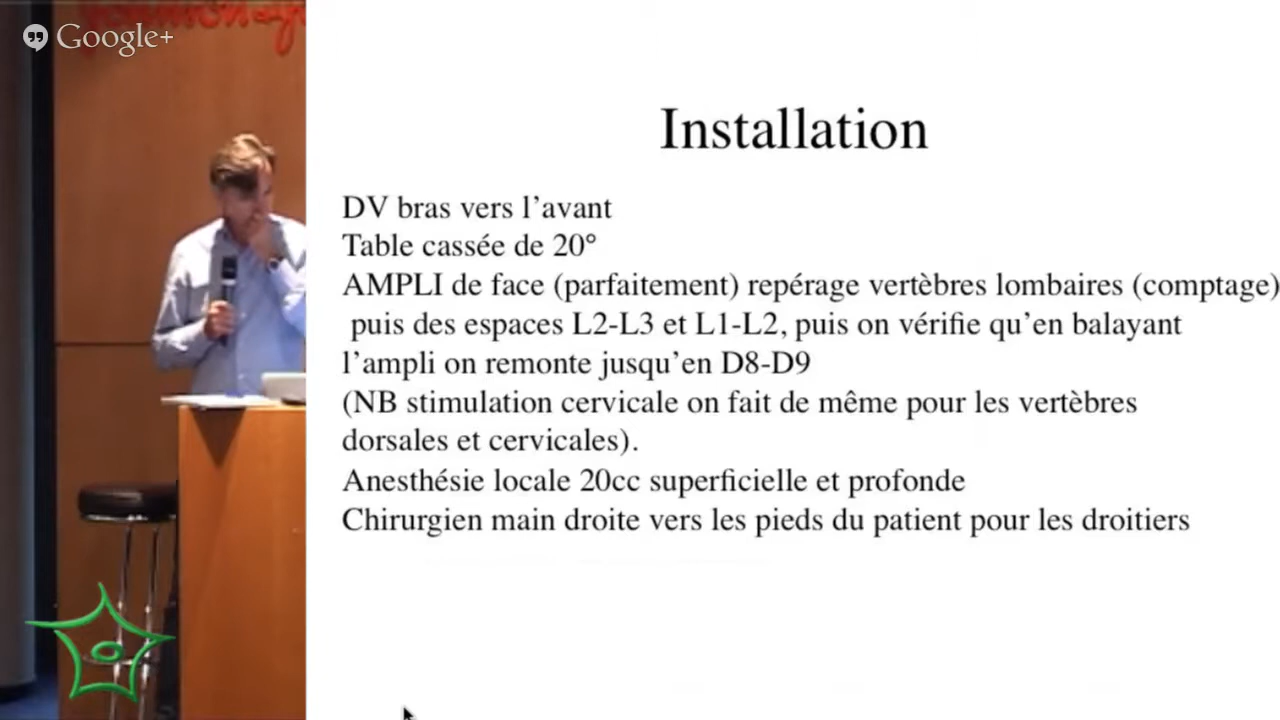 Google+
Installation
DV bras vers l’avant
Table cassée de 20°
AMPLI de face (parfaitement) repérage vertèbres lombaires (comptage)
puis des espaces L2-L3 et L1-L2, puis on vérifie qu’en balayant
l’ampli on remonte jusqu’en D8-D9
(NB stimulation cervicale on fait de même pour les vertèbres
dorsales et cervicales).
Anesthésie locale 20cc superficielle et profonde
Chirurgien main droite vers les pieds du patient pour les droitiers